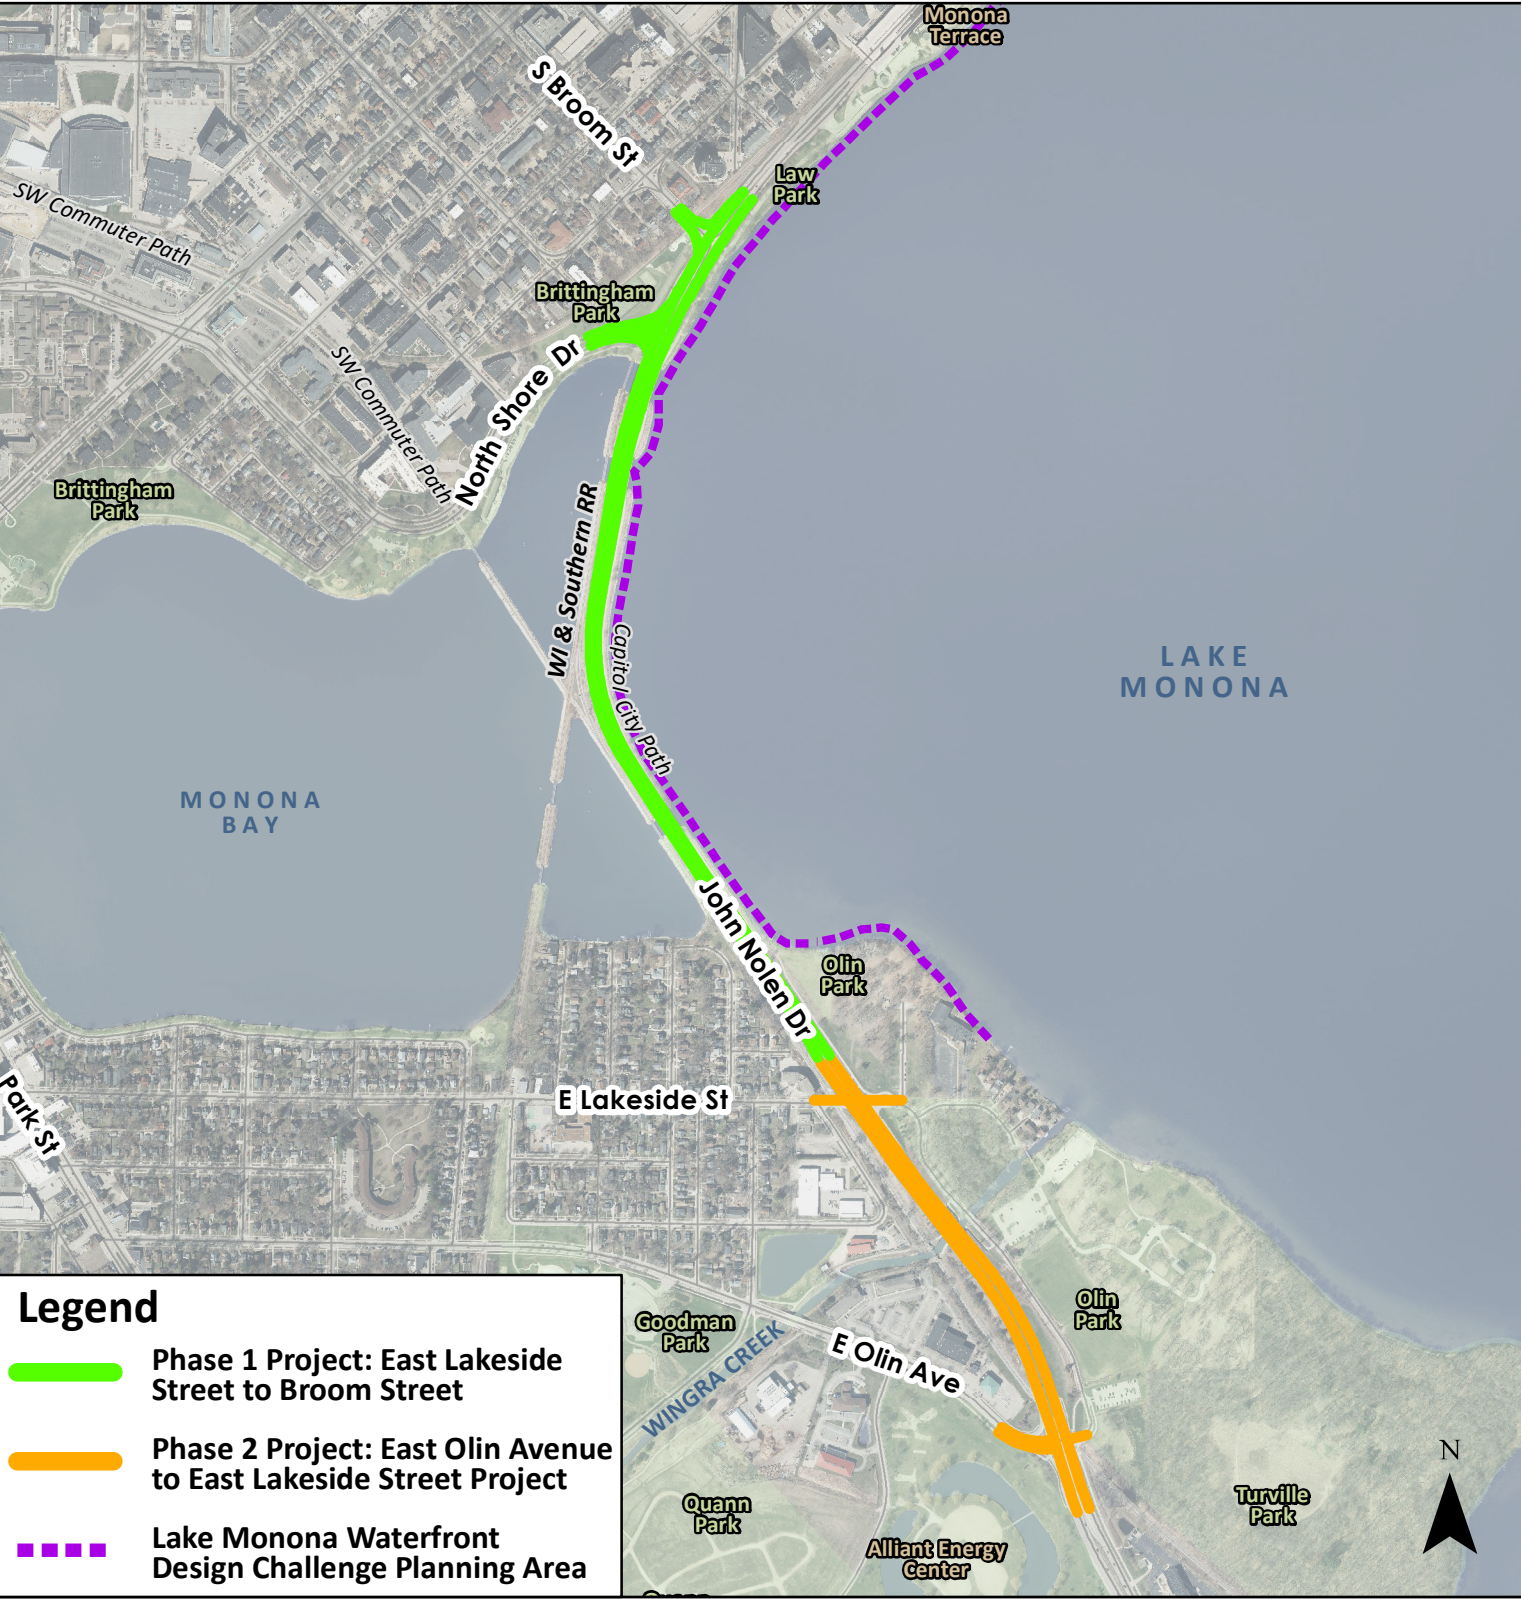 Monona
Terrace
S Broom St
Law
Park
SW Commuter Path
Brittingham
Park
SW Commuter Path
North Shore Dr
Brittingham
Park
WI & Southern RR
Capitol City Path
LAKE
MONONA
MONONA
BAY
John Nolen Dr
Olin
Park
E Lakeside St
Park St
Olin
Park
Goodman
Park
WINGRA CREEK
E Olin Ave
Quann
Park
Alliant Energy
Center
Turville
Park
N
Legend
Phase 1 Project: East Lakeside
Street to Broom Street
Phase 2 Project: East Olin Avenue
to East Lakeside Street Project
Lake Monona Waterfront
Design Challenge Planning Area